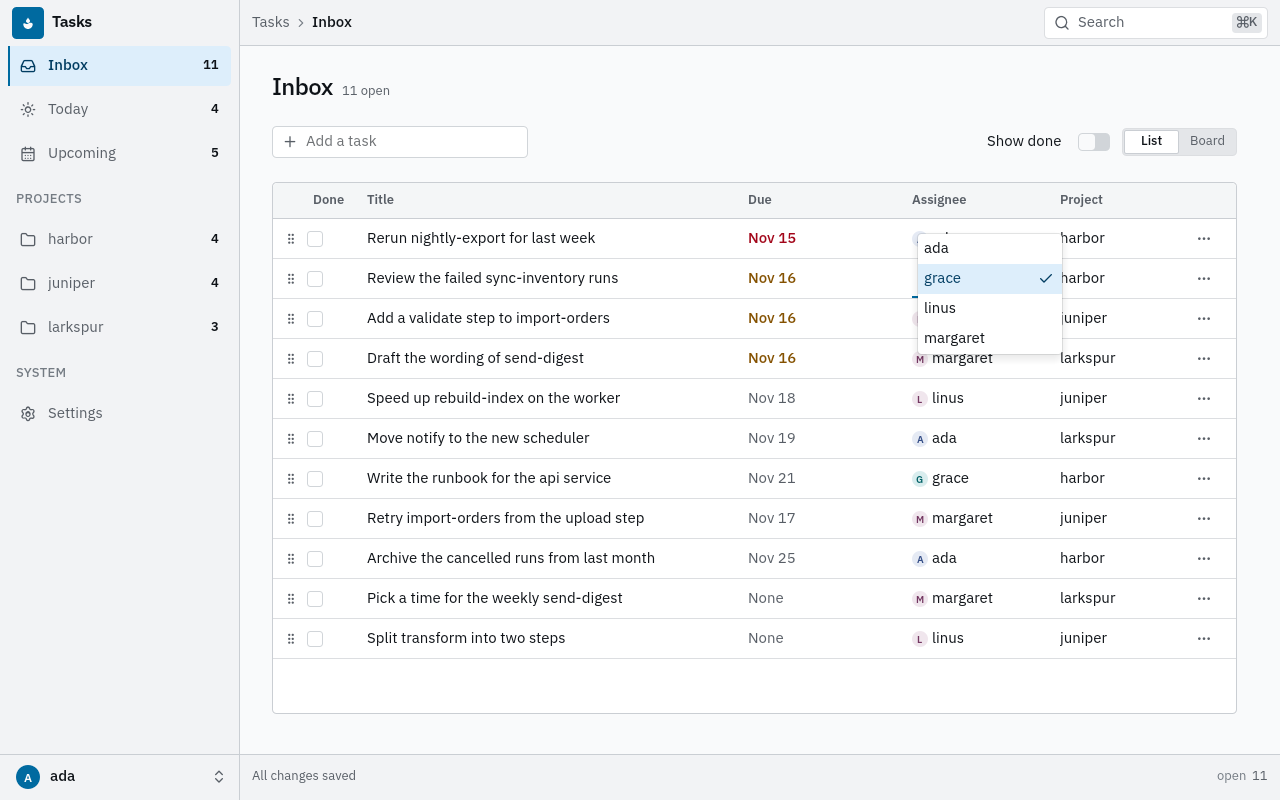 Tasks
Inbox 11
Today 4
Upcoming 5
PROJECTS
harbor 4
juniper 4
larkspur 3
SYSTEM
Settings
A ada
Tasks > Inbox
Search ⌘K
Inbox 11 open
Add a task
Show done
List Board
Done Title Due Assignee Project
Rerun nightly-export for last week Nov 15 harbor
Review the failed sync-inventory runs Nov 16 harbor
Add a validate step to import-orders Nov 16 juniper
Draft the wording of send-digest Nov 16 M margaret larkspur
Speed up rebuild-index on the worker Nov 18 L linus juniper
Move notify to the new scheduler Nov 19 A ada larkspur
Write the runbook for the api service Nov 21 G grace harbor
Retry import-orders from the upload step Nov 17 M margaret juniper
Archive the cancelled runs from last month Nov 25 A ada harbor
Pick a time for the weekly send-digest None M margaret larkspur
Split transform into two steps None L linus juniper
ada
grace
linus
margaret
All changes saved
open 11